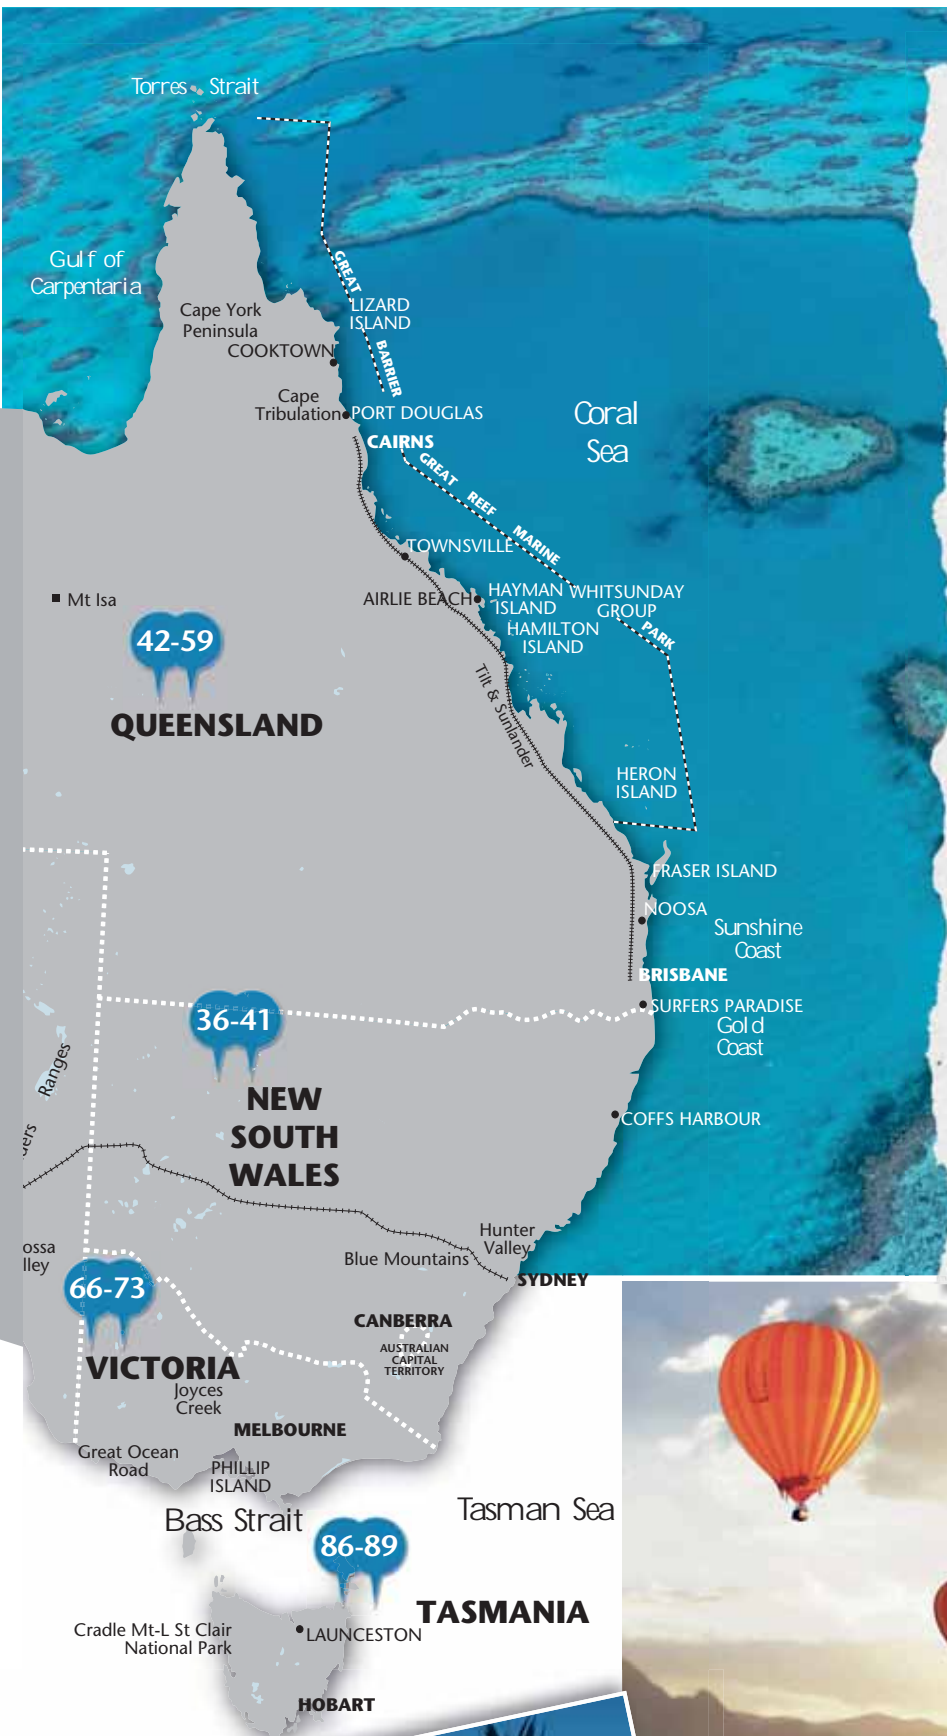 Torres Strait
Gulf of
Carpentaria
GREAT
LIZARD
ISLAND
Cape York
Peninsula
COOKTOWN
BARRIER
Cape
Tribulation
PORT DOUGLAS
Coral
Sea
CAIRNS
GREAT
REEF
MARINE
TOWNSVILLE
Mt Isa
AIRLIE BEACH
HAYMAN
ISLAND
WHITSUNDAY
GROUP
HAMILTON
ISLAND
PARK
42-59
QUEENSLAND
Tilt & Sunlander
HERON
ISLAND
FRASER ISLAND
NOOSA
Sunshine
Coast
BRISBANE
SURFERS PARADISE
Gold
Coast
36-41
NEW
SOUTH
WALES
Ranges
ders
COFFS HARBOUR
Hunter
Valley
ossa
lley
Blue Mountains
SYDNEY
66-73
CANBERRA
AUSTRALIAN
CAPITAL
TERRITORY
VICTORIA
Joyces
Creek
MELBOURNE
Great Ocean
Road
PHILLIP
ISLAND
Bass Strait
Tasman Sea
86-89
TASMANIA
Cradle Mt-L St Clair
National Park
LAUNCESTON
HOBART